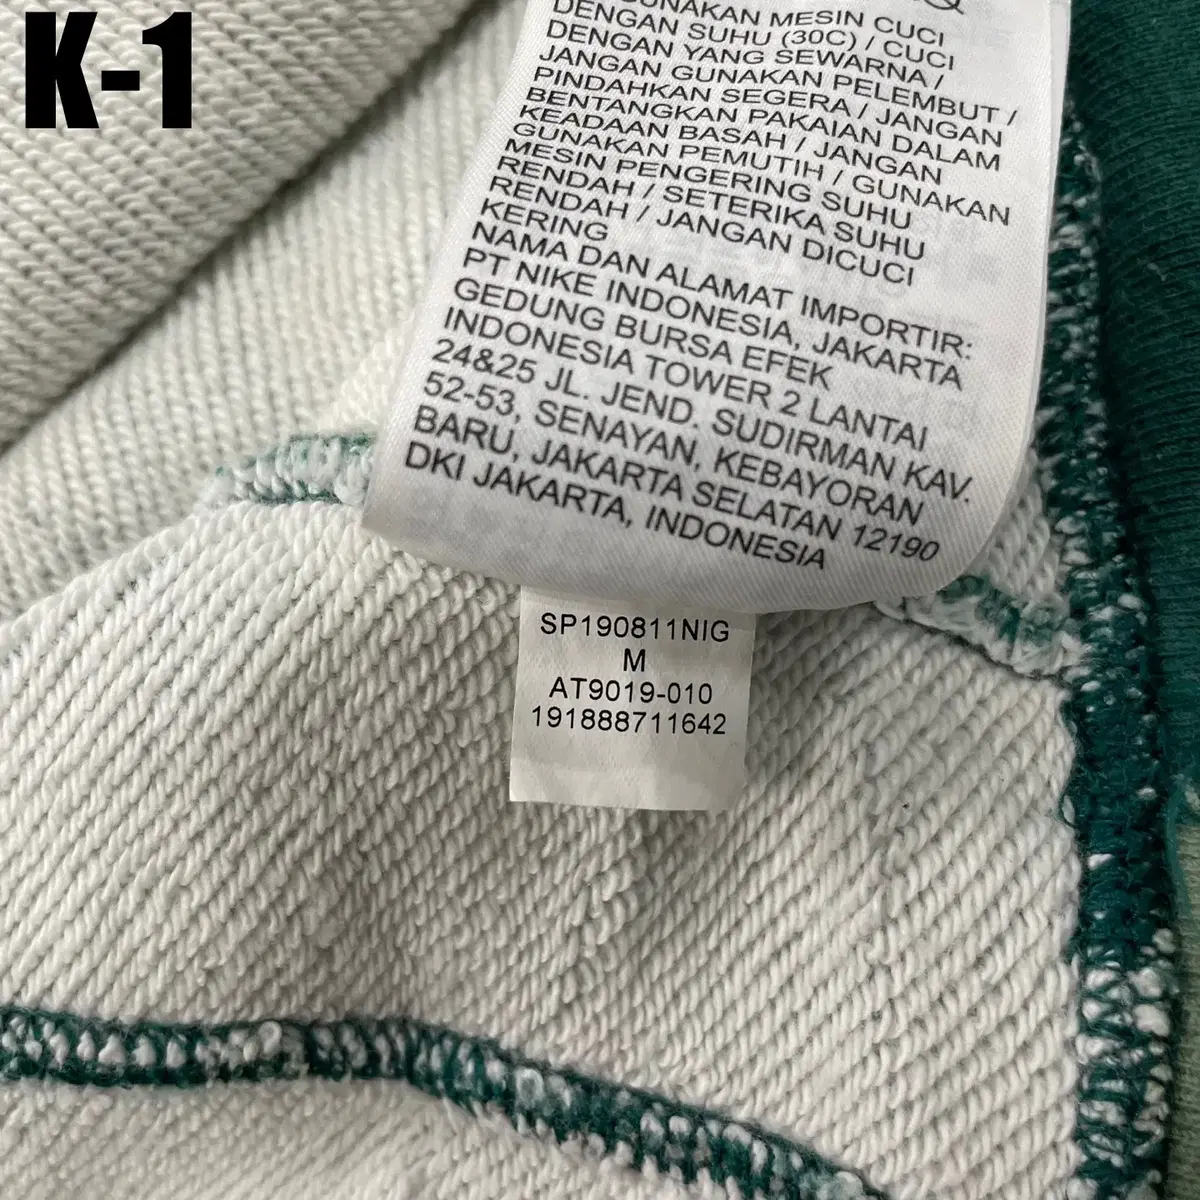 K-1
GUNAKAN MESIN CUCI
DENGAN SUHU (30C) / CUCI
DENGAN YANG SEWARNA /
JANGAN GUNAKAN PELEMBUT /
PINDAHKAN SEGERA / JANGAN
BENTANGKAN PAKAIAN DALAM
KEADAAN BASAH / JANGAN
GUNAKAN PEMUTIH / GUNAKAN
MESIN PENGERING SUHU
RENDAH / SETERIKA SUHU
RENDAH / JANGAN DICUCI
KERING
NAMA DAN ALAMAT IMPORTIR:
PT NIKE INDONESIA, JAKARTA
GEDUNG BURSA EFEK
INDONESIA TOWER 2 LANTAI
24&25 JL. JEND. SUDIRMAN KAV.
52-53, SENAYAN, KEBAYORAN
BARU, JAKARTA SELATAN 12190
DKI JAKARTA, INDONESIA
SP190811NIG
M
AT9019-010
191888711642